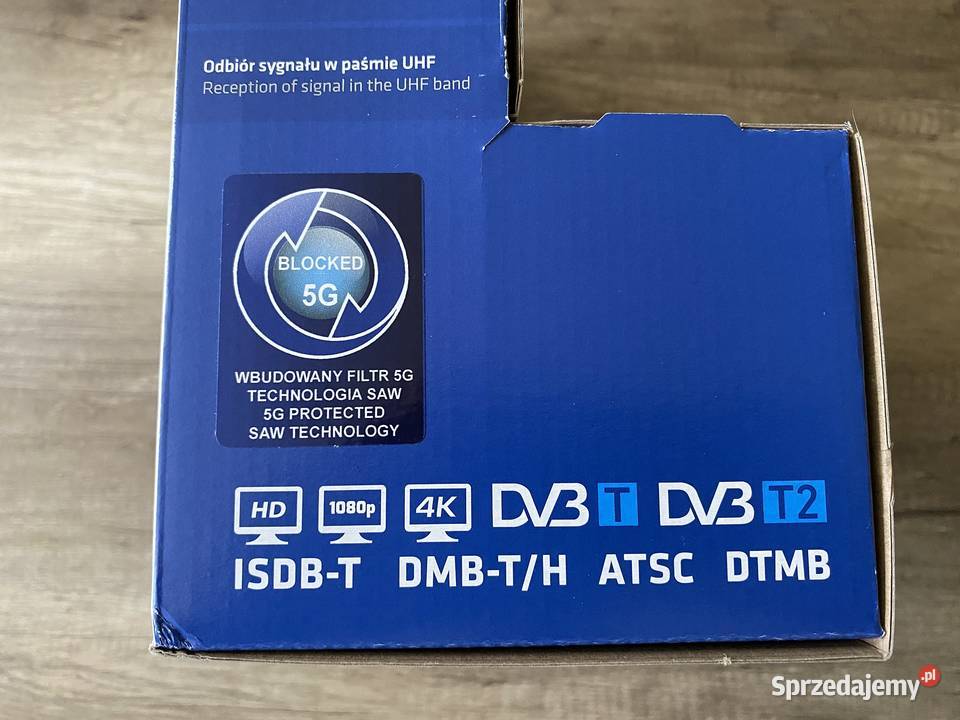 Odbiór sygnału w paśmie UHF
Reception of signal in the UHF band
BLOCKED
5G
WBUDOWANY FILTR 5G
TECHNOLOGIA SAW
5G PROTECTED
SAW TECHNOLOGY
HD 1080p 4K DVB T DVB T2
ISDB-T DMB-T/H ATSC DTMB
Sprzedajemy.pl